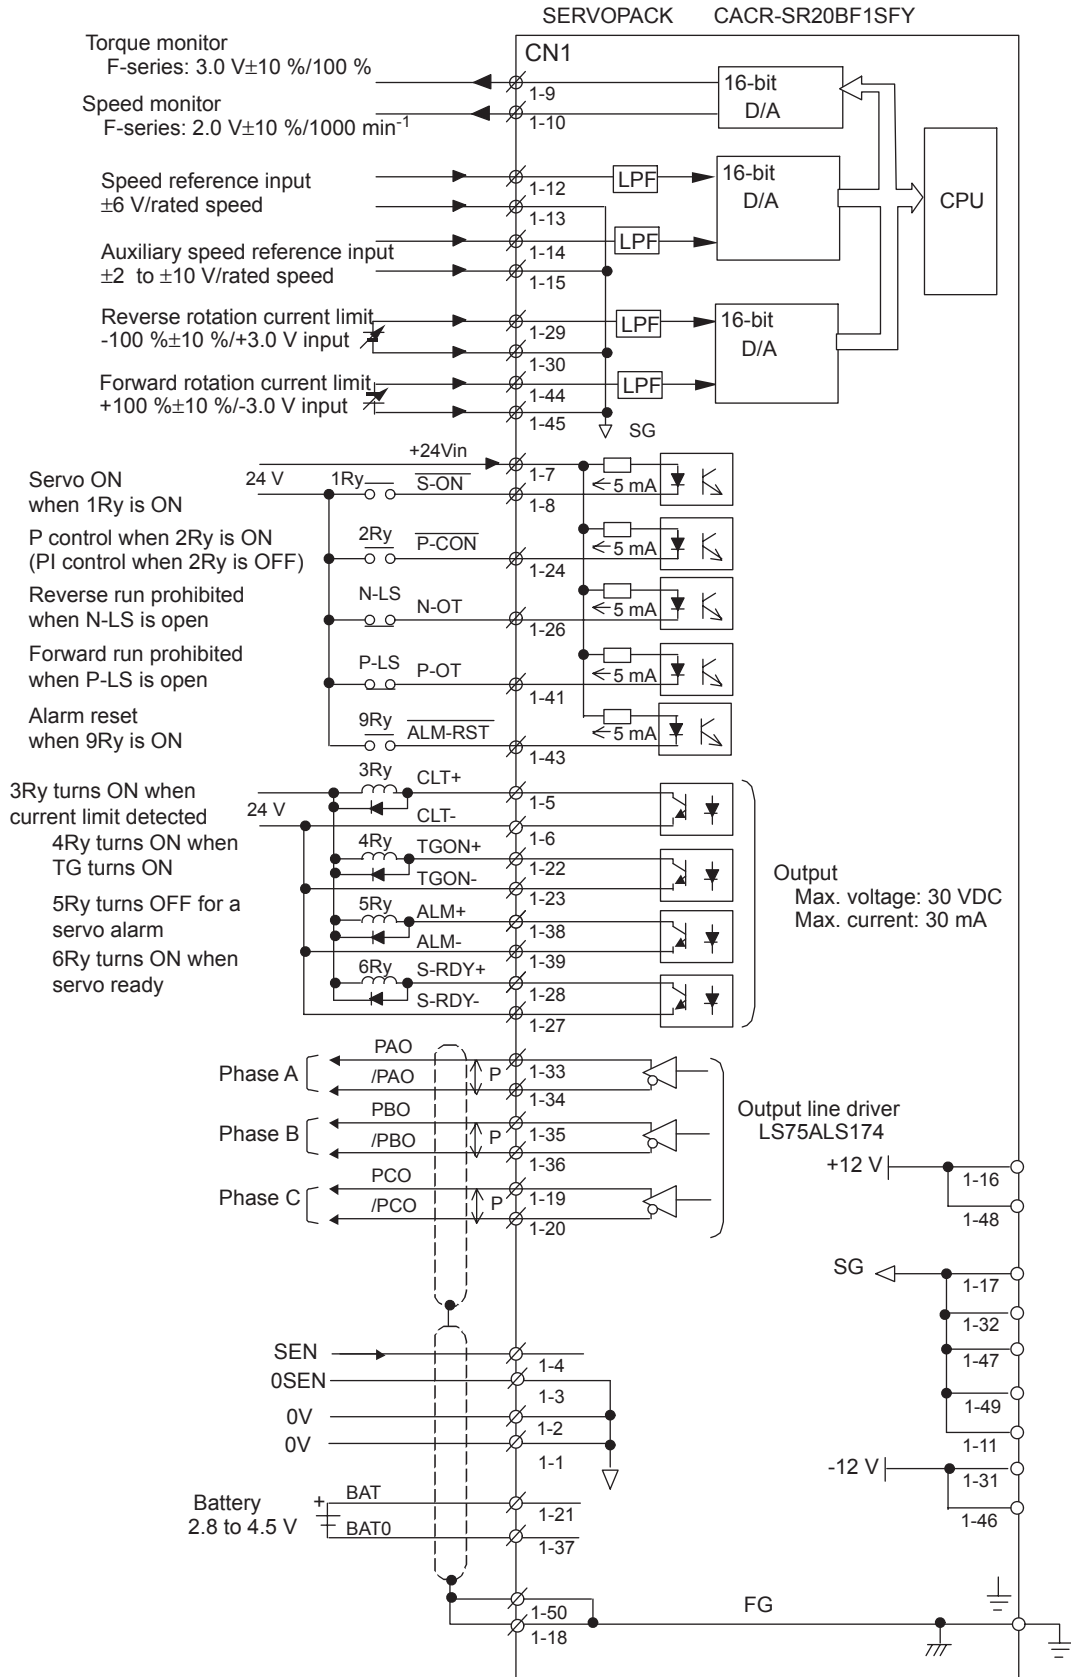 SERVOPACK CACR-SR20BF1SFY
CN1
Torque monitor
F-series: 3.0 V±10 %/100 %
1-9
16-bit
D/A
Speed monitor
F-series: 2.0 V±10 %/1000 min-1
1-10
CPU
Speed reference input
±6 V/rated speed
1-12
LPF
16-bit
D/A
1-13
Auxiliary speed reference input
±2 to ±10 V/rated speed
1-14
LPF
1-15
Reverse rotation current limit
-100 %±10 %/+3.0 V input
1-29
LPF
16-bit
D/A
1-30
Forward rotation current limit
+100 %±10 %/-3.0 V input
1-44
LPF
1-45
SG
+24Vin
1-7
Servo ON
when 1Ry is ON
24 V
1Ry
S-ON
1-8
5 mA
P control when 2Ry is ON
(PI control when 2Ry is OFF)
2Ry
P-CON
1-24
5 mA
Reverse run prohibited
when N-LS is open
N-LS
N-OT
1-26
5 mA
Forward run prohibited
when P-LS is open
P-LS
P-OT
1-41
5 mA
Alarm reset
when 9Ry is ON
9Ry
ALM-RST
1-43
5 mA
3Ry turns ON when
current limit detected
24 V
3Ry
CLT+
1-5
CLT-
1-6
4Ry turns ON when
TG turns ON
4Ry
TGON+
1-22
TGON-
1-23
5Ry turns OFF for a
servo alarm
5Ry
ALM+
1-38
ALM-
1-39
6Ry turns ON when
servo ready
6Ry
S-RDY+
1-28
S-RDY-
1-27
Output
Max. voltage: 30 VDC
Max. current: 30 mA
Phase A
PAO
/PAO
P
1-33
1-34
Phase B
PBO
/PBO
P
1-35
1-36
Phase C
PCO
/PCO
P
1-19
1-20
Output line driver
LS75ALS174
+12 V
1-16
1-48
SG
1-17
1-32
1-47
1-49
1-11
-12 V
1-31
1-46
SEN
1-4
0SEN
1-3
0V
1-2
0V
1-1
Battery
2.8 to 4.5 V
+
BAT
1-21
BAT0
1-37
1-50
1-18
FG